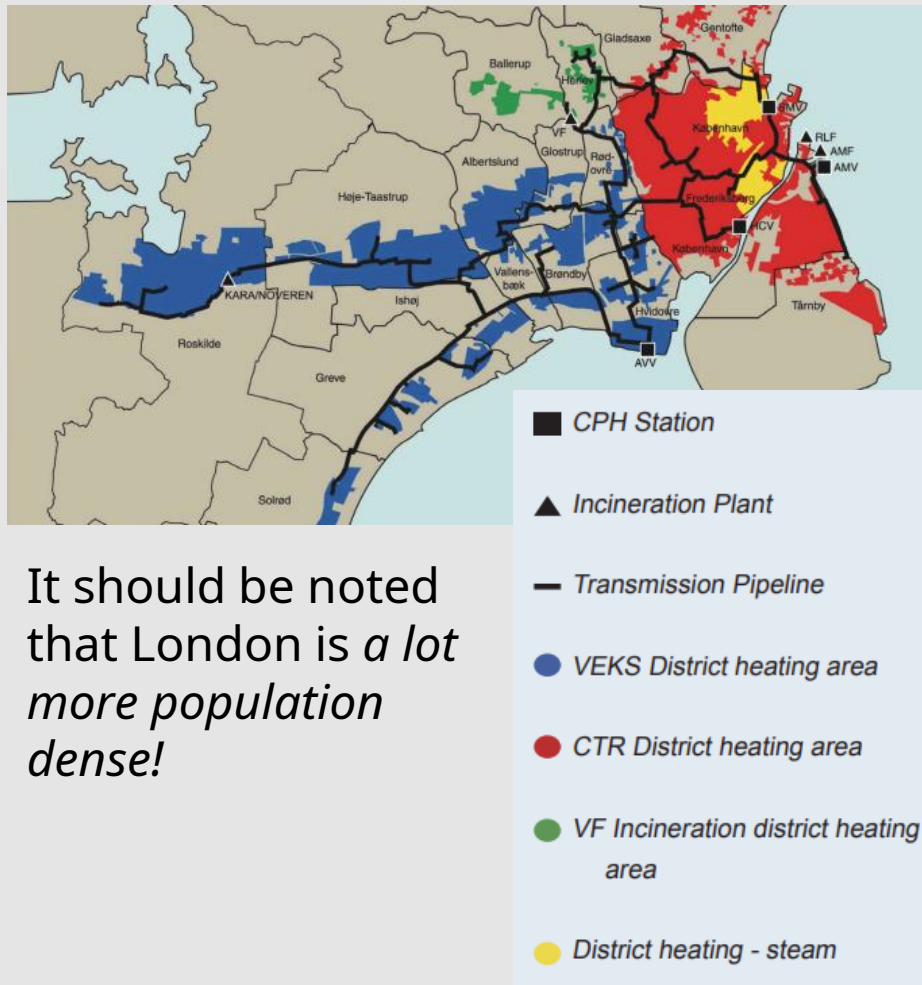 Gentofte
Gladsaxe
Ballerup
Herlev
SMV
København
RLF
VF
AMF
Glostrup
Rød-
ovre
AMV
Albertslund
Høje-Taastrup
Frederiksberg
HCV
København
Vallens-
bæk
Brøndby
KARA/NOVEREN
Ishøj
Hvidovre
Tårnby
Roskilde
AVV
Greve
Solrød
CPH Station
Incineration Plant
Transmission Pipeline
VEKS District heating area
CTR District heating area
VF Incineration district heating
area
District heating - steam
It should be noted
that London is a lot
more population
dense!